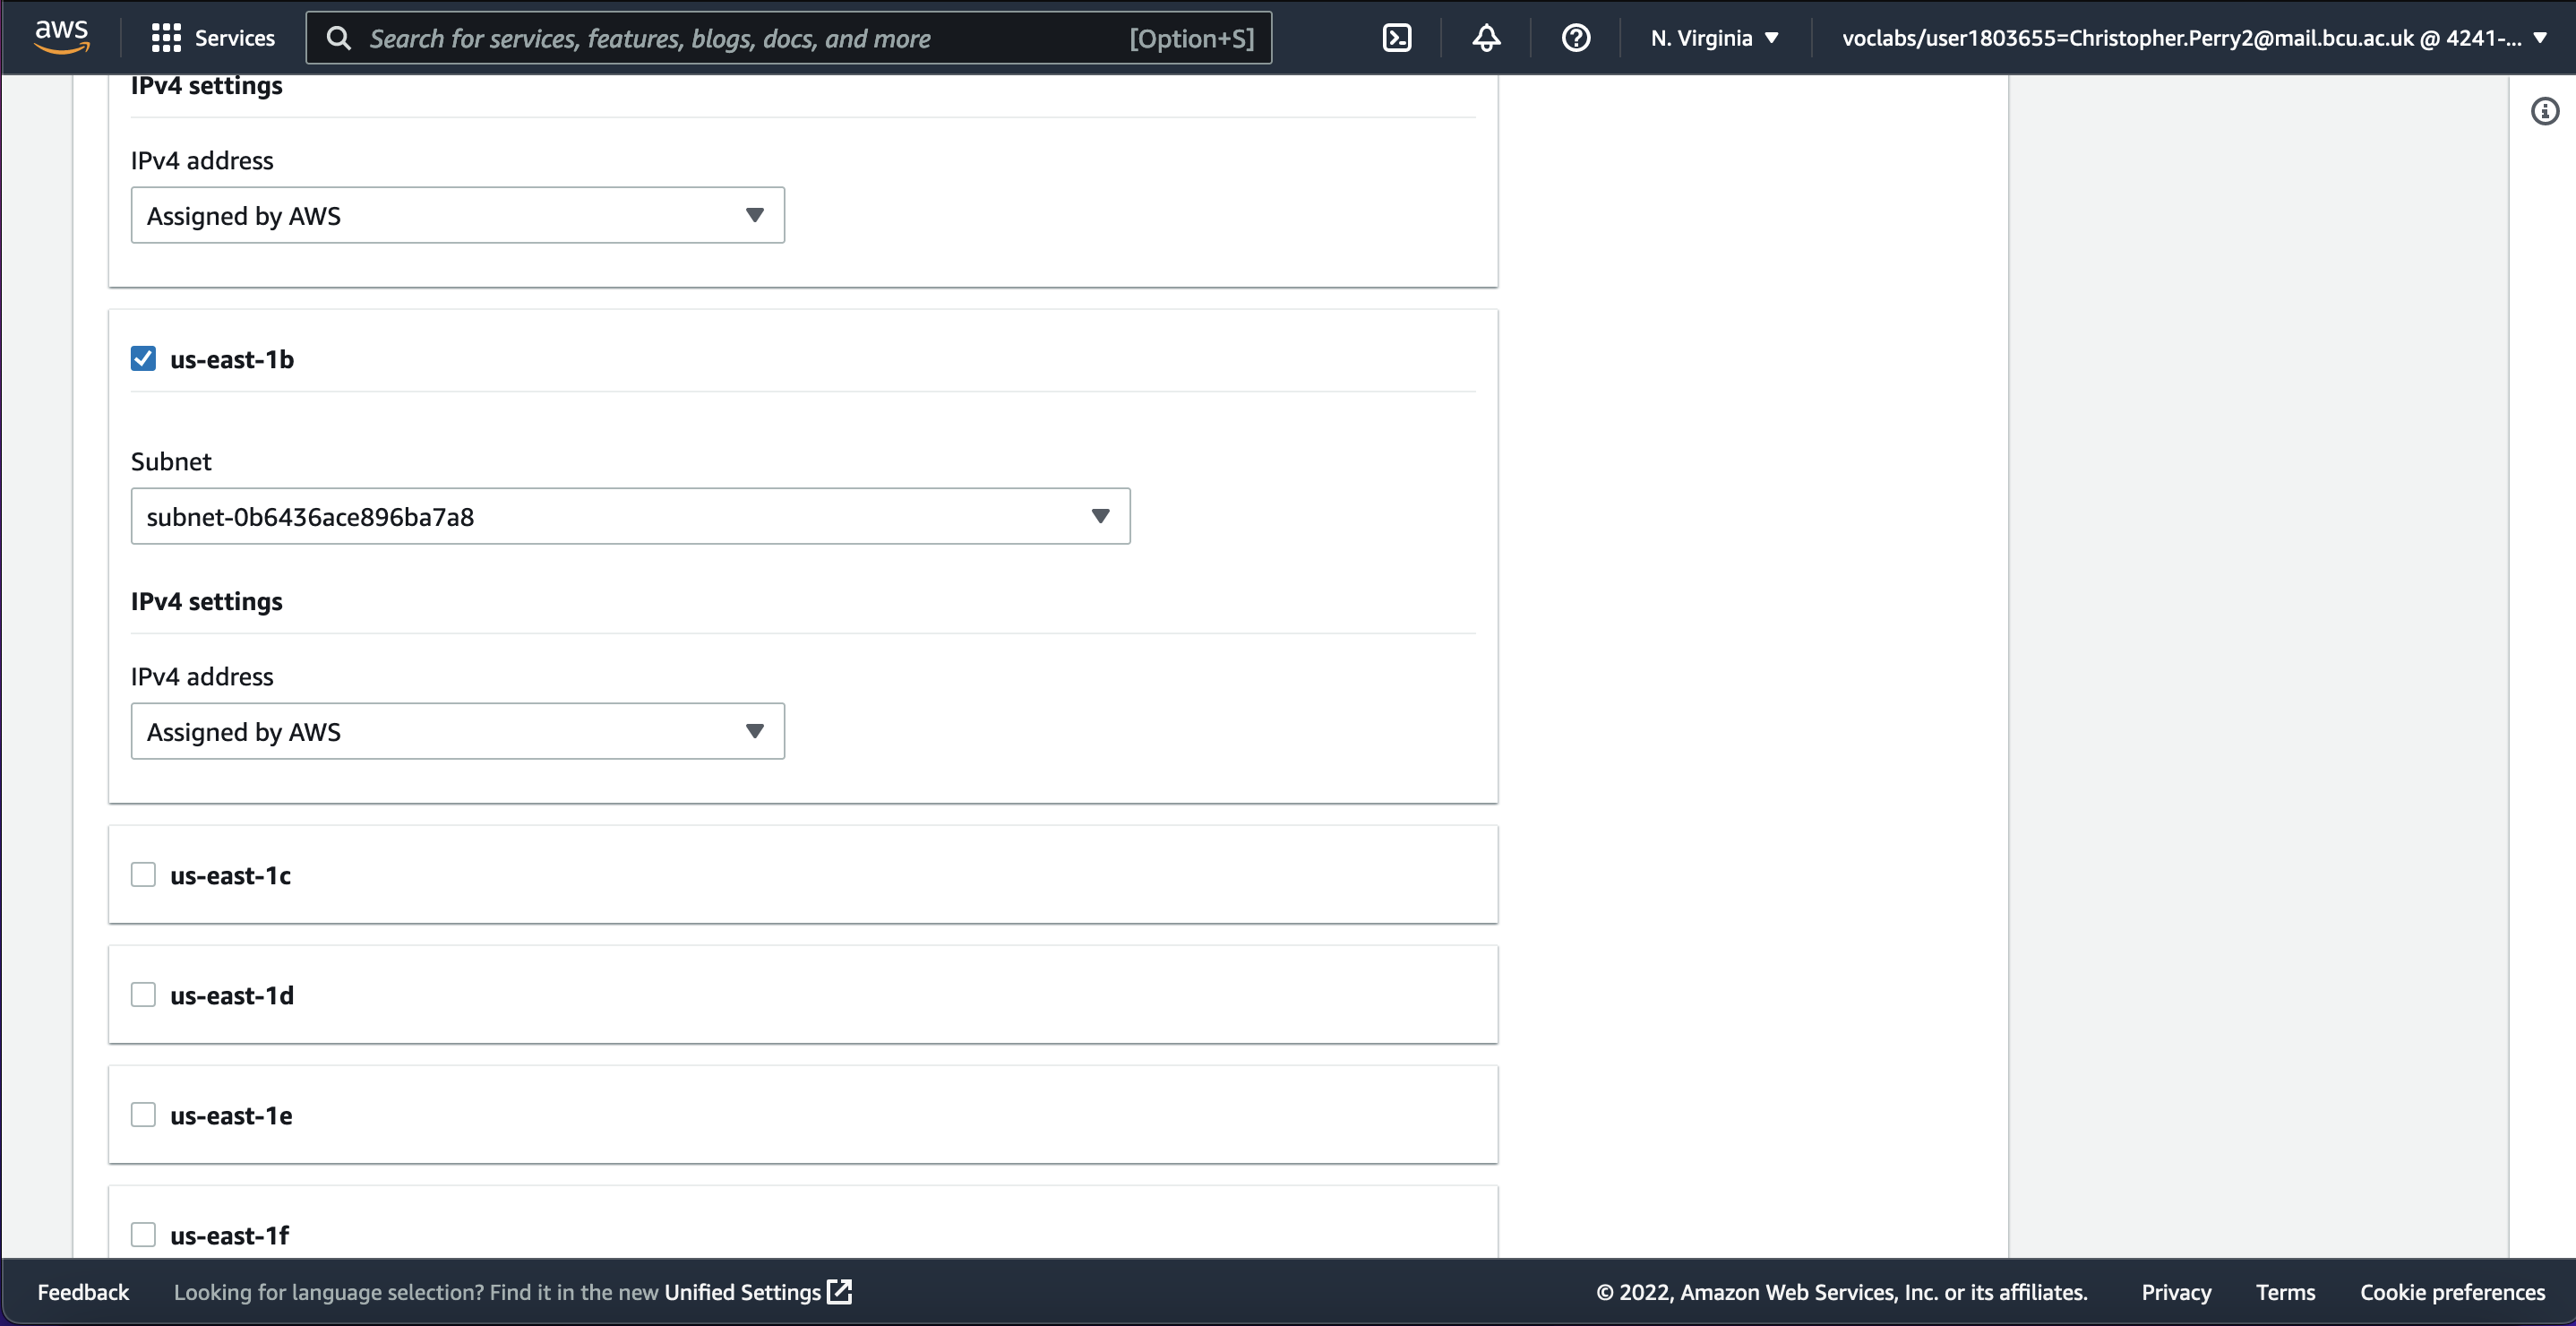 aws
Services
Search for services, features, blogs, docs, and more
[Option+S]
N. Virginia
voclabs/user1803655=Christopher.Perry2@mail.bcu.ac.uk @ 4241-...
IPv4 settings
IPv4 address
Assigned by AWS
us-east-1b
Subnet
subnet-0b6436ace896ba7a8
IPv4 settings
IPv4 address
Assigned by AWS
us-east-1c
us-east-1d
us-east-1e
us-east-1f
Feedback
Looking for language selection? Find it in the new Unified Settings
© 2022, Amazon Web Services, Inc. or its affiliates.
Privacy
Terms
Cookie preferences